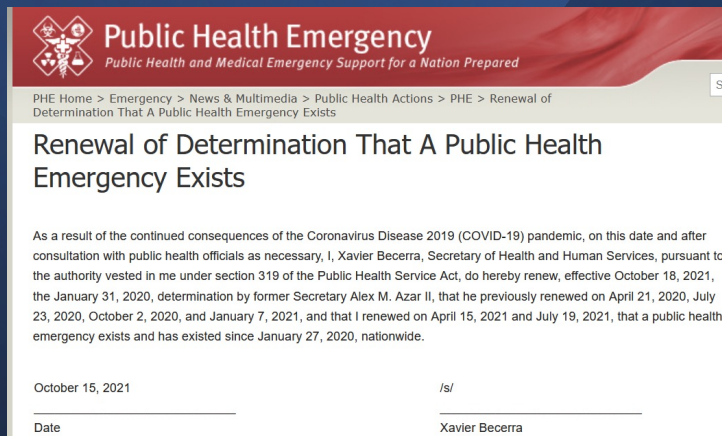 Public Health Emergency
Public Health and Medical Emergency Support for a Nation Prepared
PHE Home > Emergency > News & Multimedia > Public Health Actions > PHE > Renewal of
Determination That A Public Health Emergency Exists
S
Renewal of Determination That A Public Health
Emergency Exists
As a result of the continued consequences of the Coronavirus Disease 2019 (COVID-19) pandemic, on this date and after
consultation with public health officials as necessary, I, Xavier Becerra, Secretary of Health and Human Services, pursuant to
the authority vested in me under section 319 of the Public Health Service Act, do hereby renew, effective October 18, 2021,
the January 31, 2020, determination by former Secretary Alex M. Azar II, that he previously renewed on April 21, 2020, July
23, 2020, October 2, 2020, and January 7, 2021, and that I renewed on April 15, 2021 and July 19, 2021, that a public health
emergency exists and has existed since January 27, 2020, nationwide.
October 15, 2021 /s/
Date Xavier Becerra